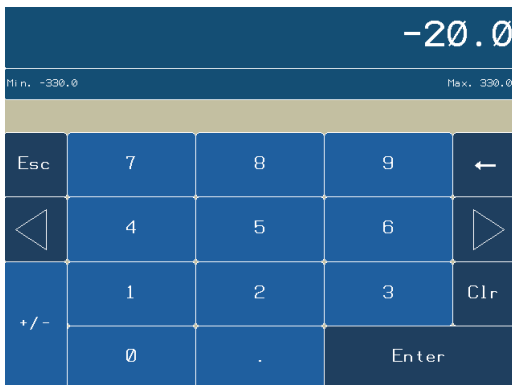 -20.0
Min. -330.0 Max. 330.0
Esc 7 8 9 ←
4 5 6
1 2 3 Clr
+/-
0 . Enter